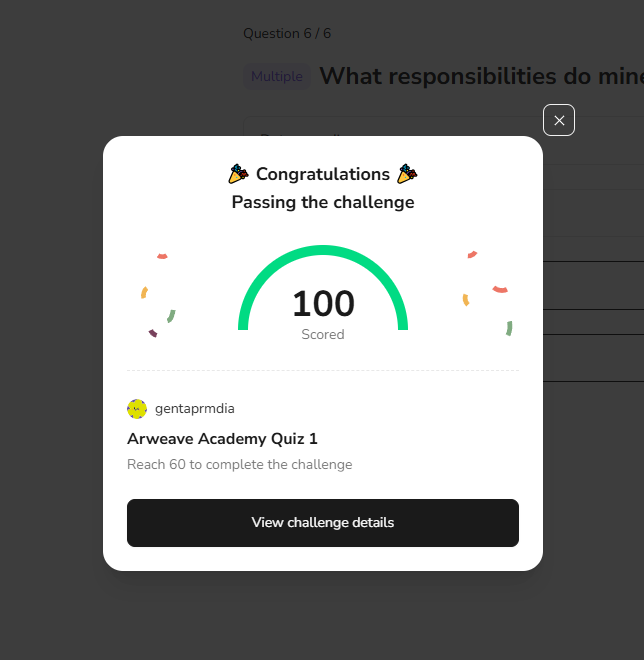 Question 6 / 6
Multiple What responsibilities do mine
Congratulations
Passing the challenge
100
Scored
gentaprmdia
Arweave Academy Quiz 1
Reach 60 to complete the challenge
View challenge details